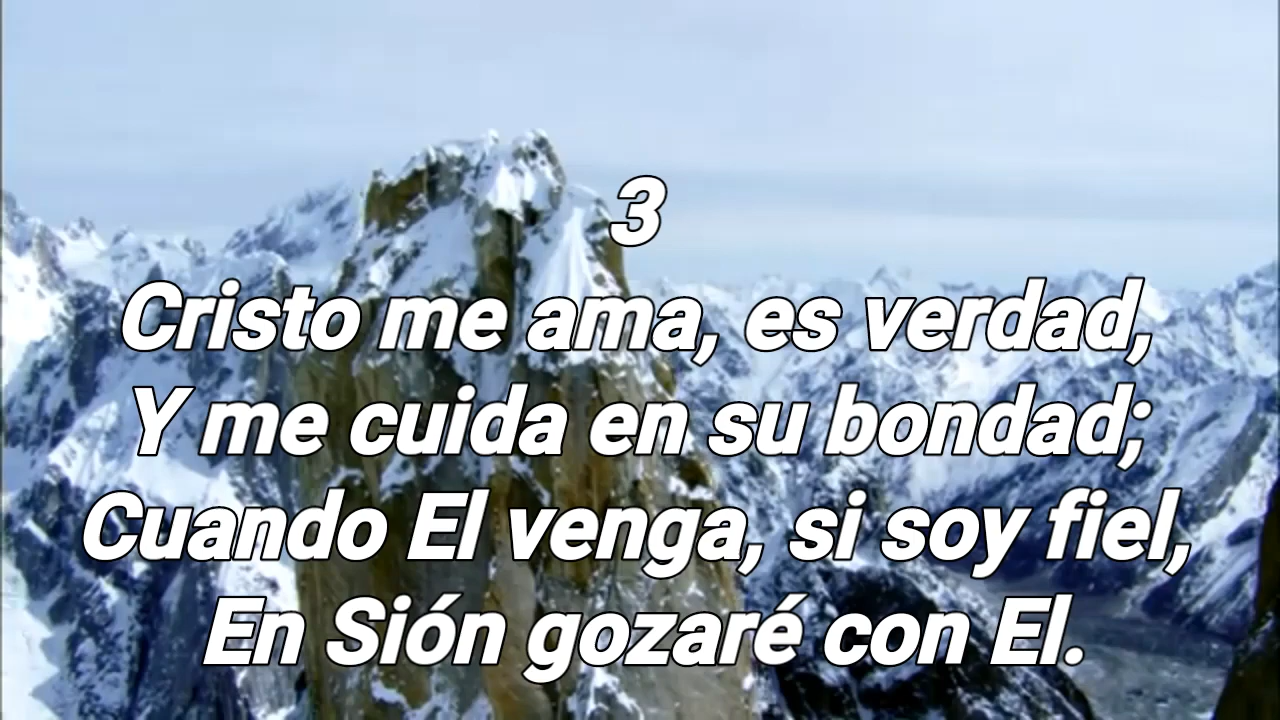 3
Cristo me ama, es verdad,
Y me cuida en su bondad;
Cuando El venga, si soy fiel,
En Sión gozaré con El.